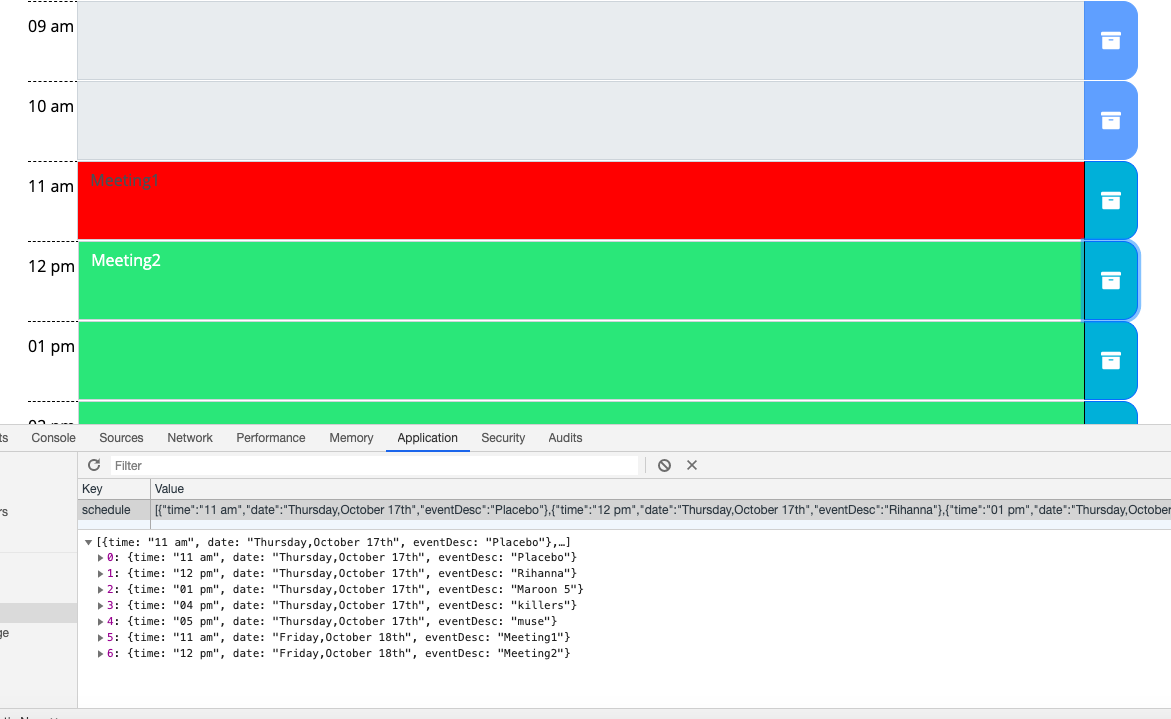 09 am
10 am
11 am Meeting1
12 pm Meeting2
01 pm
ts Console Sources Network Performance Memory Application Security Audits
Filter
Key Value
schedule [{"time":"11 am","date":"Thursday,October 17th","eventDesc":"Placebo"},{"time":"12 pm","date":"Thursday,October 17th","eventDesc":"Rihanna"},{"time":"01 pm","date":"Thursday,October
rs
[{time: "11 am", date: "Thursday,October 17th", eventDesc: "Placebo"},…]
0: {time: "11 am", date: "Thursday,October 17th", eventDesc: "Placebo"}
1: {time: "12 pm", date: "Thursday,October 17th", eventDesc: "Rihanna"}
2: {time: "01 pm", date: "Thursday,October 17th", eventDesc: "Maroon 5"}
3: {time: "04 pm", date: "Thursday,October 17th", eventDesc: "killers"}
4: {time: "05 pm", date: "Thursday,October 17th", eventDesc: "muse"}
ge
5: {time: "11 am", date: "Friday,October 18th", eventDesc: "Meeting1"}
6: {time: "12 pm", date: "Friday,October 18th", eventDesc: "Meeting2"}